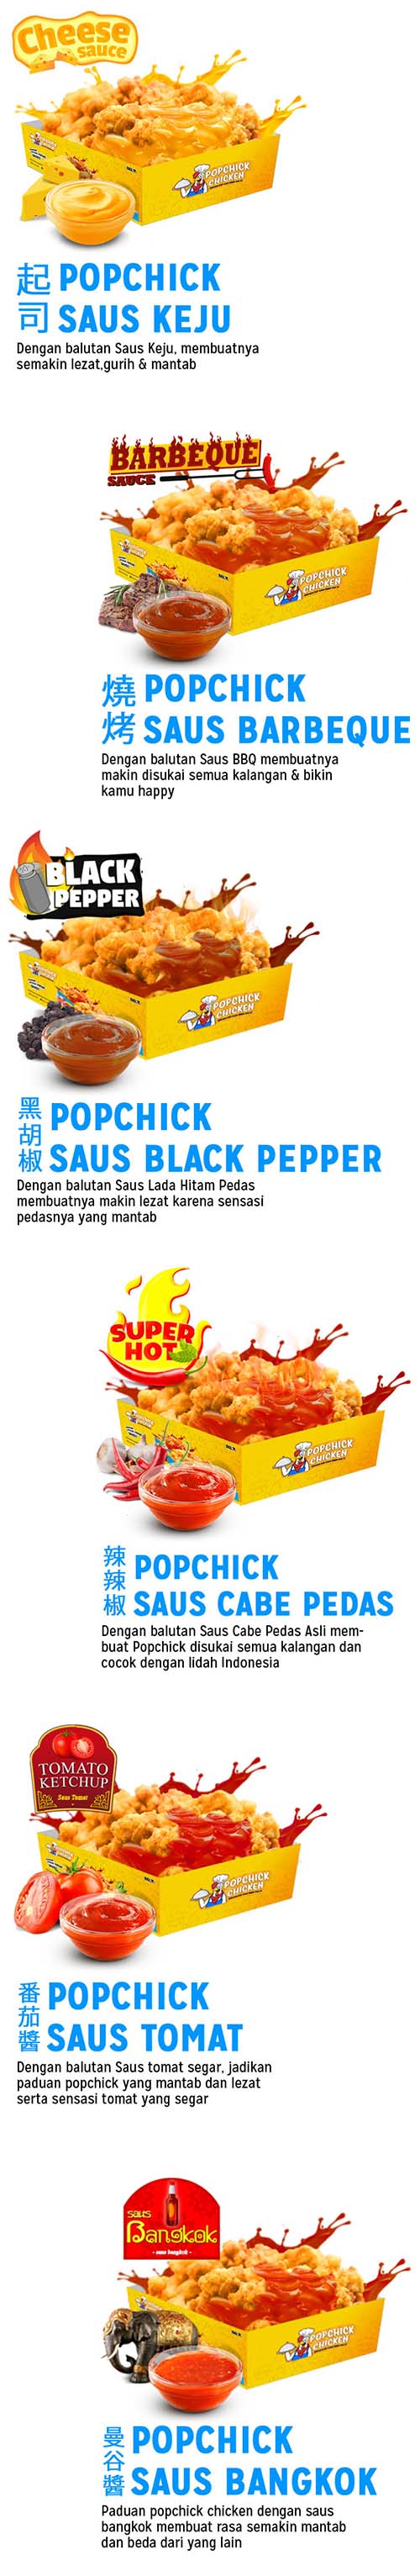 Cheese
sauce
POPCHICK
CHICKEN
起司
POPCHICK
SAUS KEJU
Dengan balutan Saus Keju, membuatnya
semakin lezat,gurih & mantab
BARBEQUE
SAUCE
POPCHICK
CHICKEN
燒烤
POPCHICK
SAUS BARBEQUE
Dengan balutan Saus BBQ membuatnya
makin disukai semua kalangan & bikin
kamu happy
BLACK
PEPPER
POPCHICK
CHICKEN
黑胡椒
POPCHICK
SAUS BLACK PEPPER
Dengan balutan Saus Lada Hitam Pedas
membuatnya makin lezat karena sensasi
pedasnya yang mantab
SUPER
HOT
POPCHICK
CHICKEN
辣辣椒
POPCHICK
SAUS CABE PEDAS
Dengan balutan Saus Cabe Pedas Asli mem-
buat Popchick disukai semua kalangan dan
cocok dengan lidah Indonesia
TOMATO
KETCHUP
Saus Tomat
POPCHICK
CHICKEN
番茄醬
POPCHICK
SAUS TOMAT
Dengan balutan Saus tomat segar, jadikan
paduan popchick yang mantab dan lezat
serta sensasi tomat yang segar
saus
Bangkok
- saus bangkok -
POPCHICK
CHICKEN
曼谷醬
POPCHICK
SAUS BANGKOK
Paduan popchick chicken dengan saus
bangkok membuat rasa semakin mantab
dan beda dari yang lain